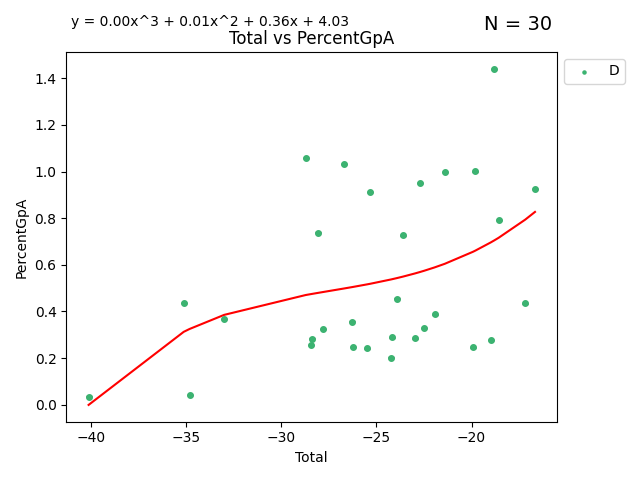 y = 0.00x^3 + 0.01x^2 + 0.36x + 4.03
N = 30
Total vs PercentGpA
D
PercentGpA
1.4
1.2
1.0
0.8
0.6
0.4
0.2
0.0
−40 −35 −30 −25 −20
Total